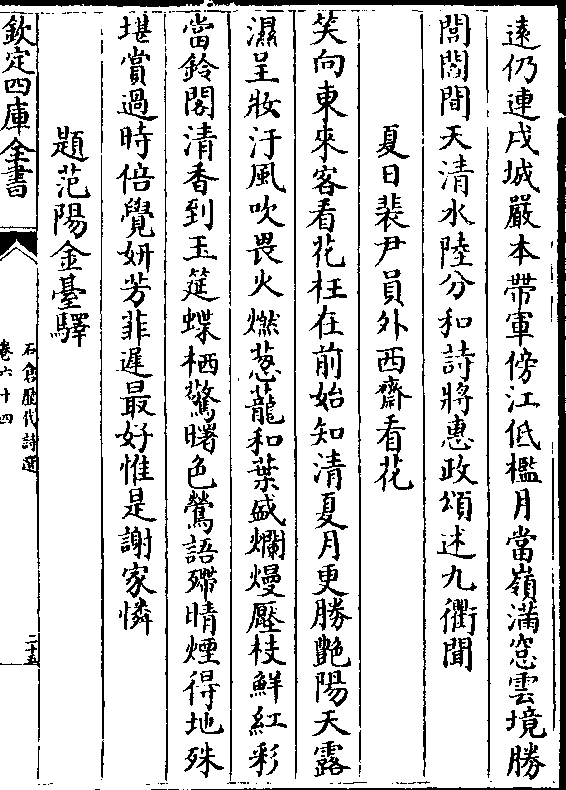 遠仍連戍城嚴本帶軍傍江低檻月當嶺滿窓雲境勝
閭閻間天清水陸分和詩將惠政頌述九衢聞
夏日裴尹員外西齋看花
笑向東來客看花枉在前始知清夏月更勝艶陽天露
濕呈妝汙風吹畏火燃葱蘢和葉盛爛熳壓枝鮮紅彩
當鈴閣清香到玉筵蝶栖驚曙色鶯語殢晴煙得地殊
堪賞過時倍覺妍芳菲遲最好惟是謝家憐
題范陽金臺驛
欽定四庫全書
石倉歴代詩選
卷六十四
二十五